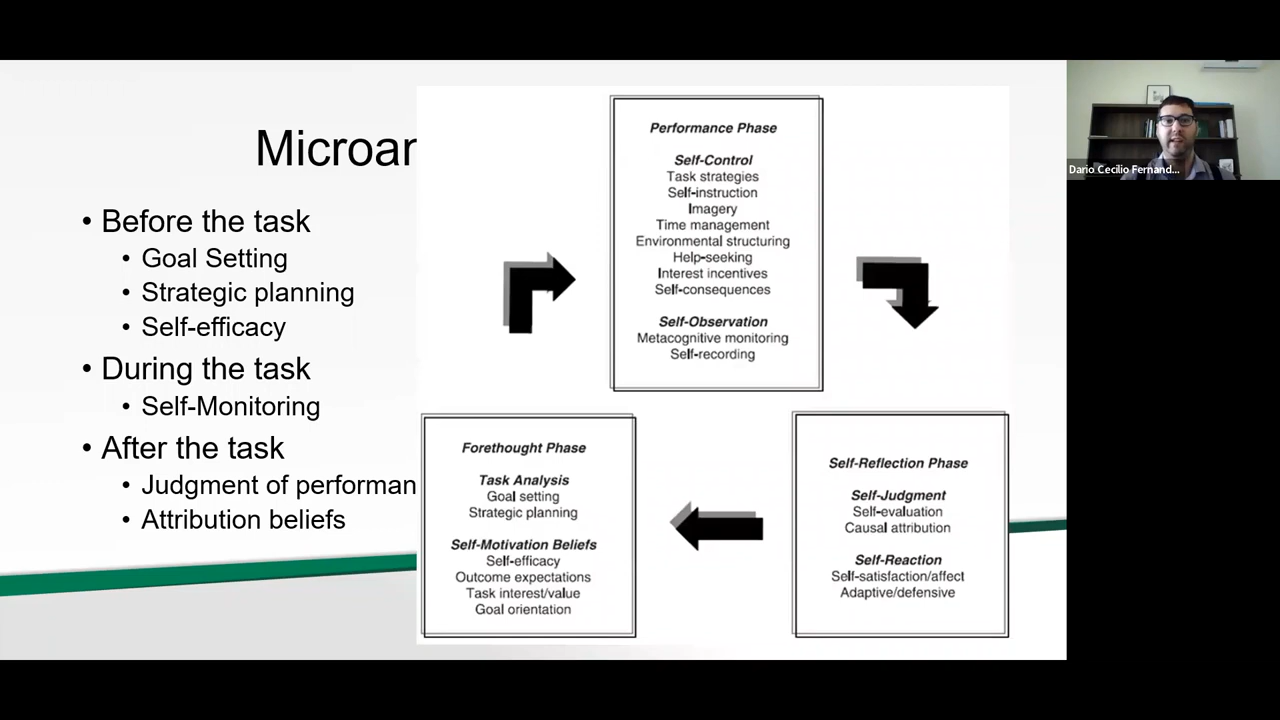 Microar
• Before the task
• Goal Setting
• Strategic planning
• Self-efficacy
• During the task
• Self-Monitoring
• After the task
• Judgment of performan
• Attribution beliefs
Performance Phase
Self-Control
Task strategies
Self-instruction
Imagery
Time management
Environmental structuring
Help-seeking
Interest incentives
Self-consequences
Self-Observation
Metacognitive monitoring
Self-recording
Forethought Phase
Task Analysis
Goal setting
Strategic planning
Self-Motivation Beliefs
Self-efficacy
Outcome expectations
Task interest/value
Goal orientation
Self-Reflection Phase
Self-Judgment
Self-evaluation
Causal attribution
Self-Reaction
Self-satisfaction/affect
Adaptive/defensive
Dario Cecilio Fernand...